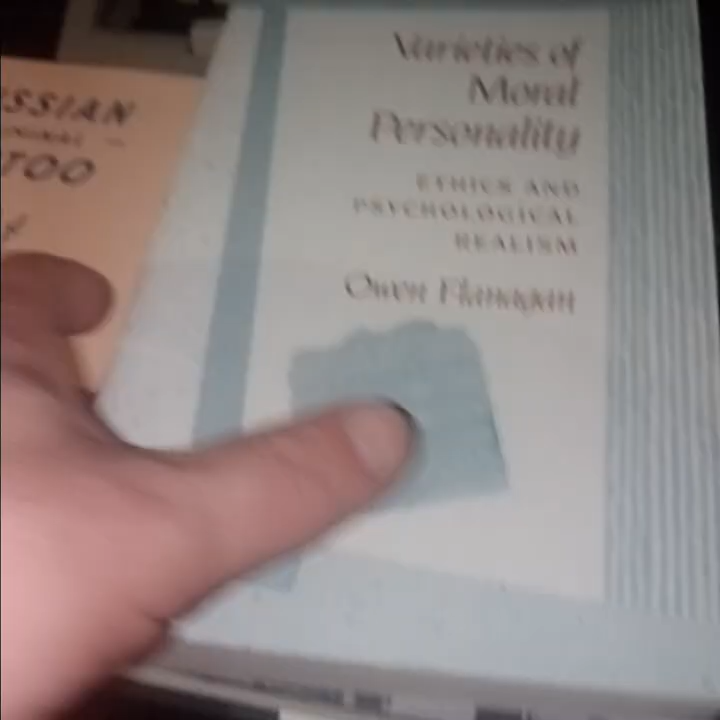 Varieties of
Moral
Personality
ETHICS AND
PSYCHOLOGICAL
REALISM
Owen Flanagan
SSIAN
TOO